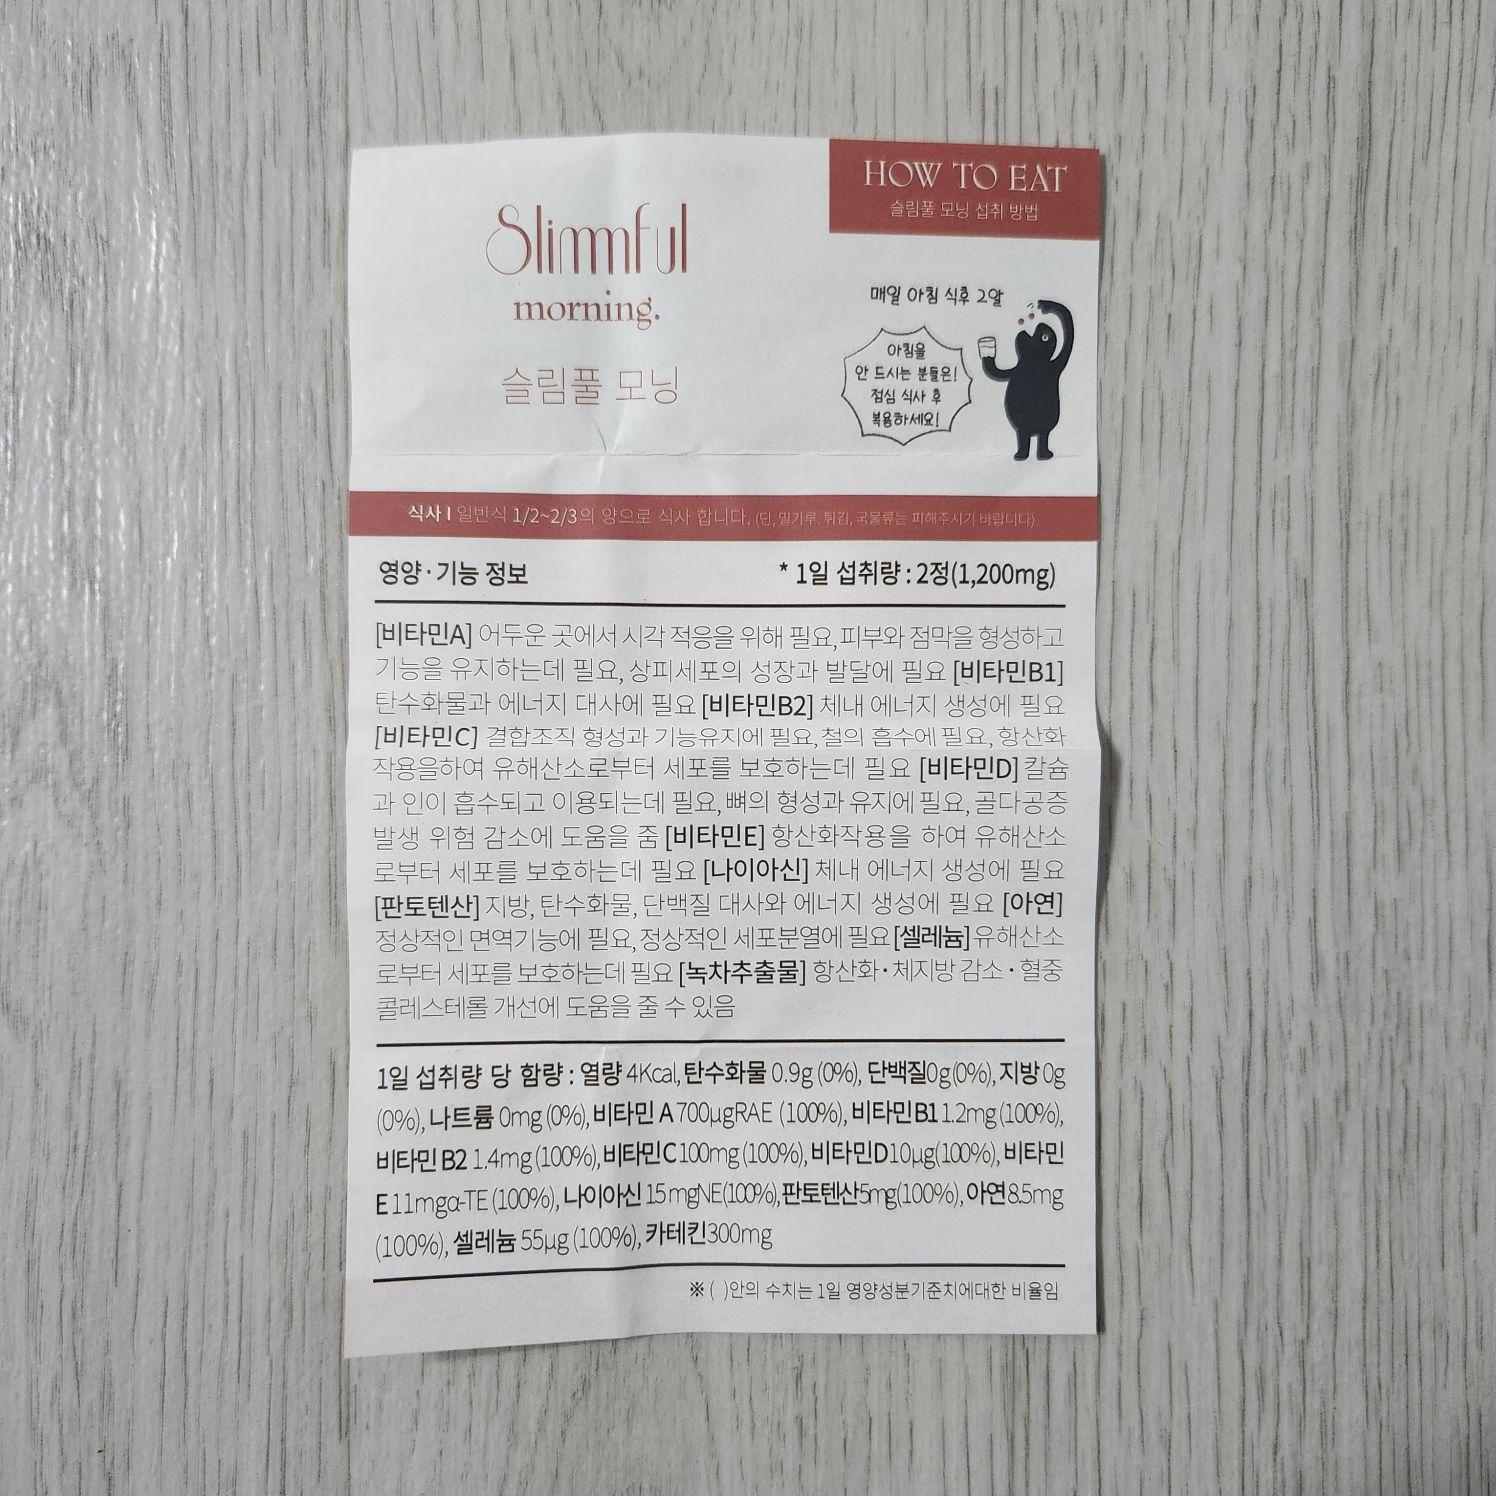 Slimmful
morning.
슬림풀 모닝
HOW TO EAT
슬림풀 모닝 섭취 방법
매일 아침 식후 2알
아침을
안 드시는 분들은!
점심 식사 후
복용하세요!
식사 I 일반식 1/2~2/3의 양으로 식사 합니다. (단, 밀가루, 튀김, 국물류는 피해주시기 바랍니다)
영양·기능 정보
* 1일 섭취량 : 2정(1,200mg)
[비타민A] 어두운 곳에서 시각 적응을 위해 필요, 피부와 점막을 형성하고
기능을 유지하는데 필요, 상피세포의 성장과 발달에 필요 [비타민B1]
탄수화물과 에너지 대사에 필요 [비타민B2] 체내 에너지 생성에 필요
[비타민C] 결합조직 형성과 기능유지에 필요, 철의 흡수에 필요, 항산화
작용을하여 유해산소로부터 세포를 보호하는데 필요 [비타민D] 칼슘
과 인이 흡수되고 이용되는데 필요, 뼈의 형성과 유지에 필요, 골다공증
발생 위험 감소에 도움을 줌 [비타민E] 항산화작용을 하여 유해산소
로부터 세포를 보호하는데 필요 [나이아신] 체내 에너지 생성에 필요
[판토텐산] 지방, 탄수화물, 단백질 대사와 에너지 생성에 필요 [아연]
정상적인 면역기능에 필요, 정상적인 세포분열에 필요 [셀레늄] 유해산소
로부터 세포를 보호하는데 필요 [녹차추출물] 항산화·체지방 감소·혈중
콜레스테롤 개선에 도움을 줄 수 있음
1일 섭취량 당 함량 : 열량 4Kcal, 탄수화물 0.9g (0%), 단백질0g(0%), 지방 0g
(0%), 나트륨 0mg (0%), 비타민 A 700µgRAE (100%), 비타민B1 1.2mg(100%),
비타민 B2 1.4mg (100%), 비타민C 100mg (100%), 비타민D10µg(100%), 비타민
E 11mgα-TE (100%), 나이아신 15mgNE(100%), 판토텐산5mg(100%), 아연 8.5mg
(100%), 셀레늄 55µg (100%), 카테킨300mg
※ ( )안의 수치는 1일 영양성분기준치에대한 비율임